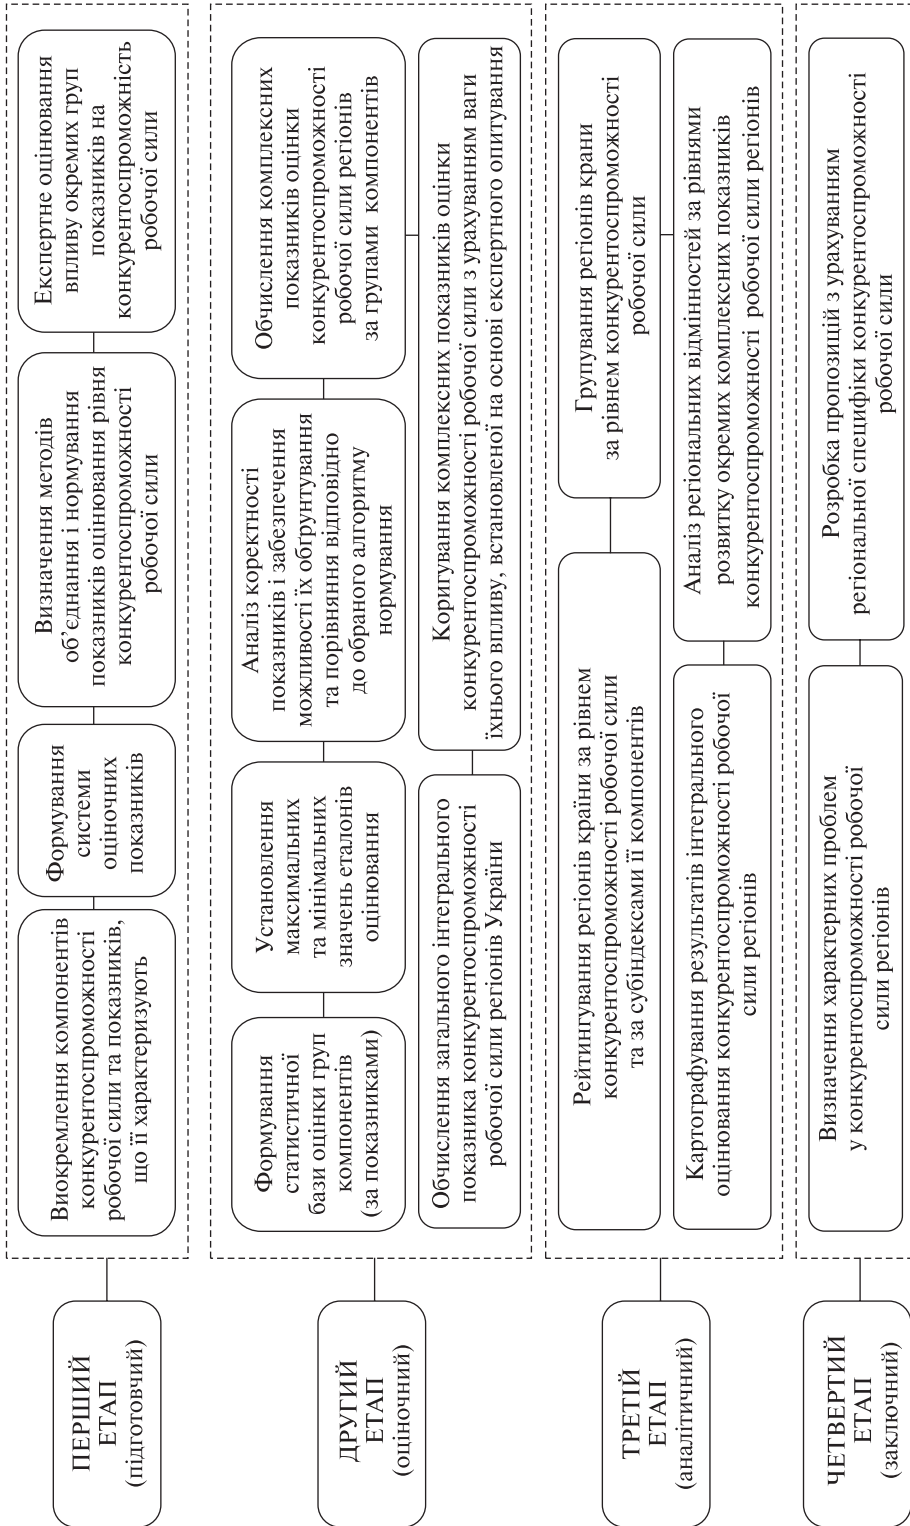 ПЕРШИЙ
ЕТАП
(підготовчий)
Виокремлення компонентів
конкурентоспроможності
робочої сили та показників,
що її характеризують
Формування
системи
оціночних
показників
Визначення методів
об’єднання і нормування
показників оцінювання рівня
конкурентоспроможності
робочої сили
Експертне оцінювання
впливу окремих груп
показників на
конкурентоспроможність
робочої сили
ДРУГИЙ
ЕТАП
(оціночний)
Формування
статистичної
бази оцінки груп
компонентів
(за показниками)
Установлення
максимальних
та мінімальних
значень еталонів
оцінювання
Аналіз коректності
показників і забезпечення
можливості їх обґрунтування
та порівняння відповідно
до обраного алгоритму
нормування
Обчислення комплексних
показників оцінки
конкурентоспроможності
робочої сили регіонів
за групами компонентів
Коригування комплексних показників оцінки
конкурентоспроможності робочої сили з урахуванням ваги
їхнього впливу, встановленої на основі експертного опитування
Обчислення загального інтегрального
показника конкурентоспроможності
робочої сили регіонів України
ТРЕТІЙ
ЕТАП
(аналітичний)
Рейтингування регіонів країни за рівнем
конкурентоспроможності робочої сили
та за субіндексами її компонентів
Групування регіонів крани
за рівнем конкурентоспроможності
робочої сили
Аналіз регіональних відмінностей за рівнями
розвитку окремих комплексних показників
конкурентоспроможності робочої сили регіонів
Картографування результатів інтегрального
оцінювання конкурентоспроможності робочої
сили регіонів
ЧЕТВЕРТИЙ
ЕТАП
(заключний)
Визначення характерних проблем
у конкурентоспроможності робочої
сили регіонів
Розробка пропозицій з урахуванням
регіональної специфіки конкурентоспроможності
робочої сили